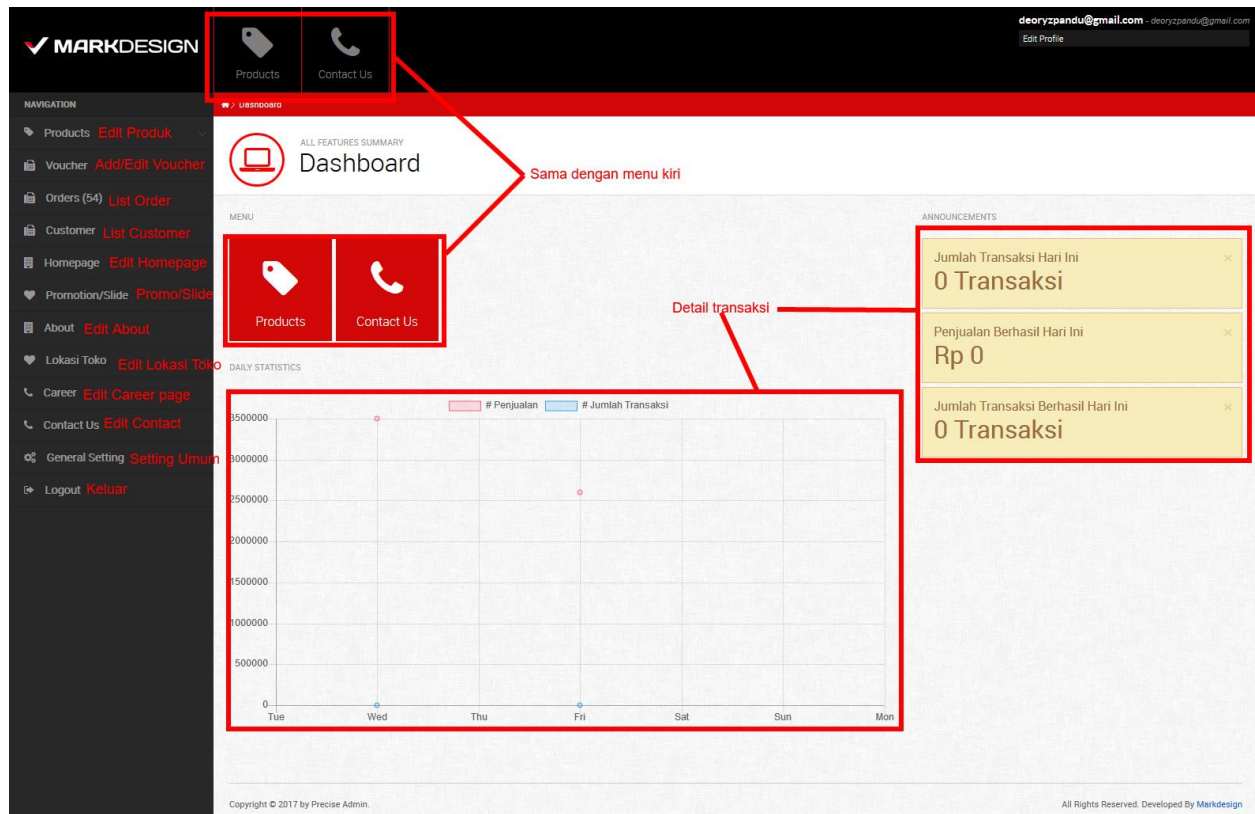 MARKDESIGN
Products
Contact Us
deoryzpandu@gmail.com - deoryzpandu@gmail.com
Edit Profile
NAVIGATION
Products Edit Produk
Voucher Add/Edit Voucher
Orders (54) List Order
Customer List Customer
Homepage Edit Homepage
Promotion/Slide Promo/Slide
About Edit About
Lokasi Toko Edit Lokasi Toko
Career Edit Career page
Contact Us Edit Contact
General Setting Setting Umum
Logout Keluar
> Dashboard
ALL FEATURES SUMMARY
Dashboard
Sama dengan menu kiri
MENU
Products
Contact Us
Detail transaksi
ANNOUNCEMENTS
Jumlah Transaksi Hari Ini ×
0 Transaksi
Penjualan Berhasil Hari Ini ×
Rp 0
Jumlah Transaksi Berhasil Hari Ini ×
0 Transaksi
DAILY STATISTICS
# Penjualan # Jumlah Transaksi
3500000
3000000
2500000
2000000
1500000
1000000
500000
0
Tue Wed Thu Fri Sat Sun Mon
Copyright © 2017 by Precise Admin.
All Rights Reserved. Developed By Markdesign